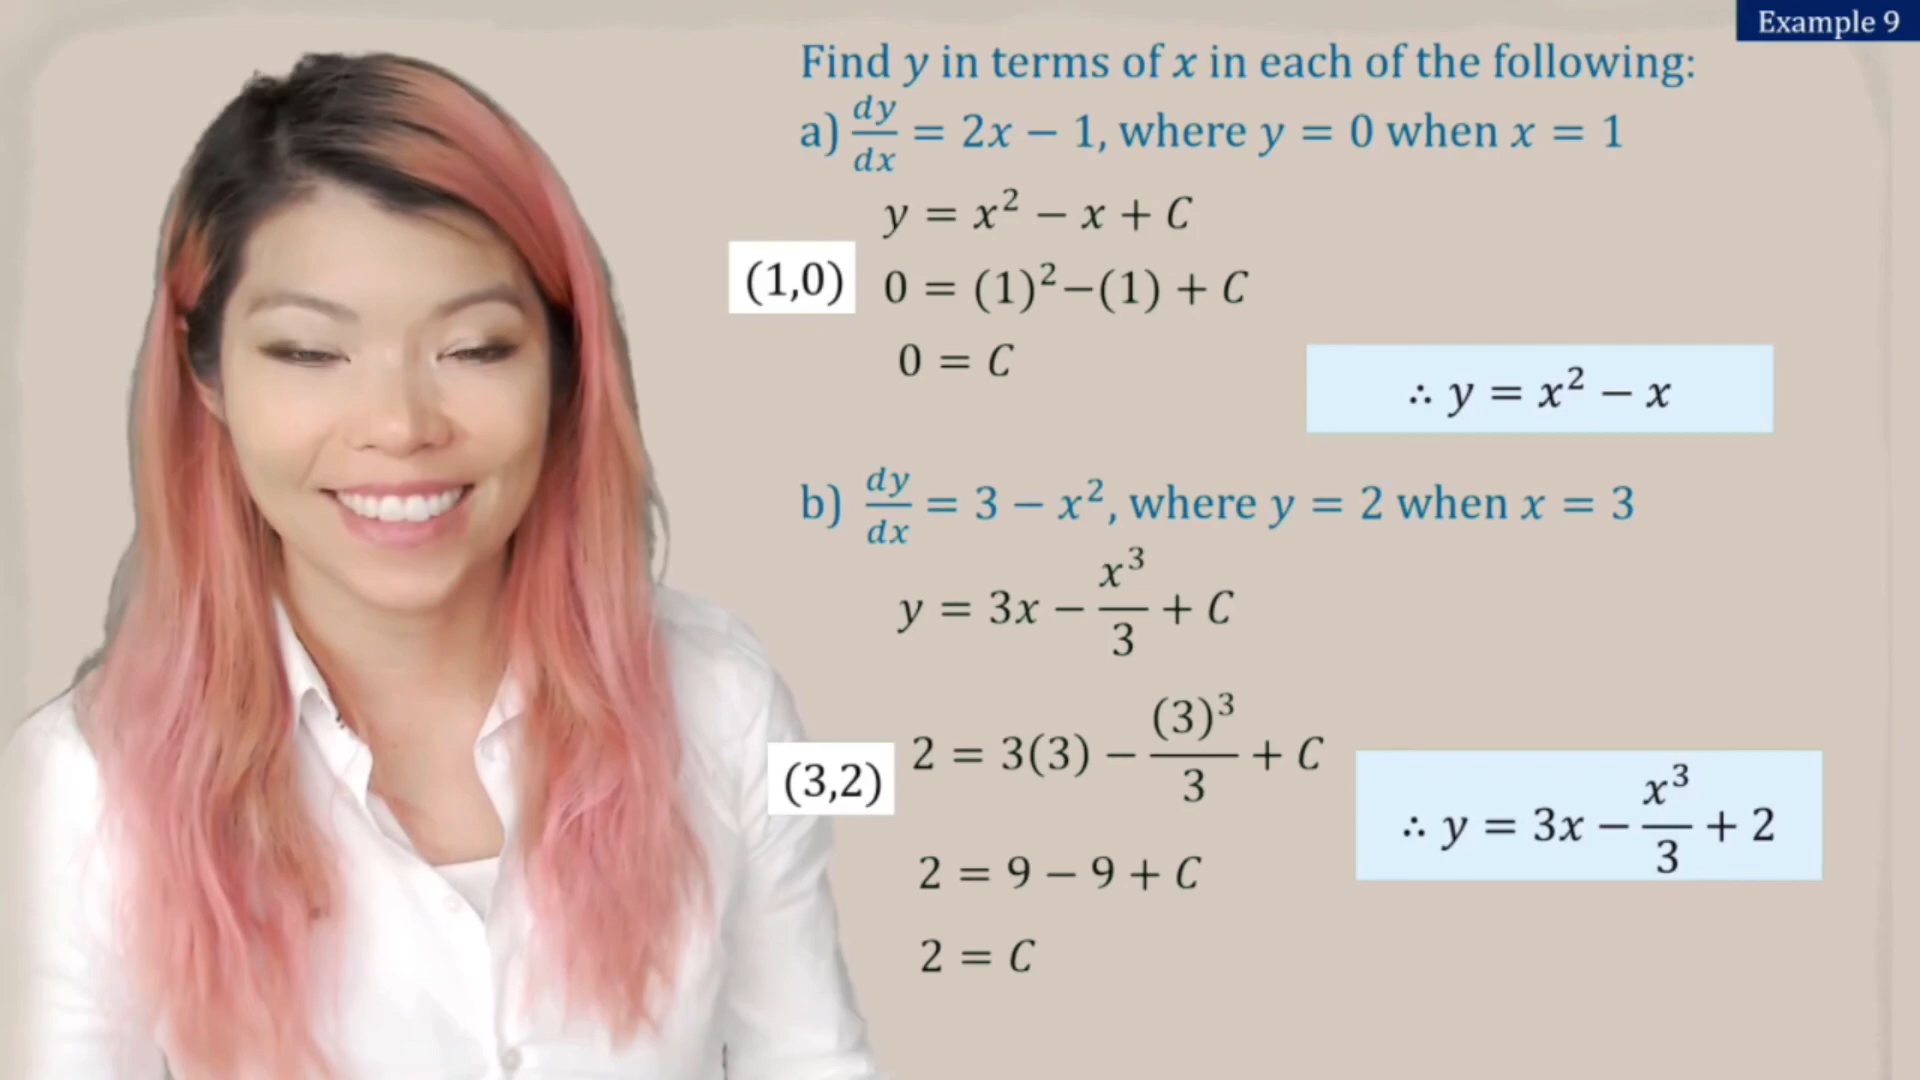 Example 9
Find y in terms of x in each of the following:
a) dy/dx = 2x − 1, where y = 0 when x = 1
y = x² − x + C
(1,0)
0 = (1)²−(1) + C
0 = C
∴ y = x² − x
b) dy/dx = 3 − x², where y = 2 when x = 3
y = 3x − x³/3 + C
(3,2)
2 = 3(3) − (3)³/3 + C
∴ y = 3x − x³/3 + 2
2 = 9 − 9 + C
2 = C